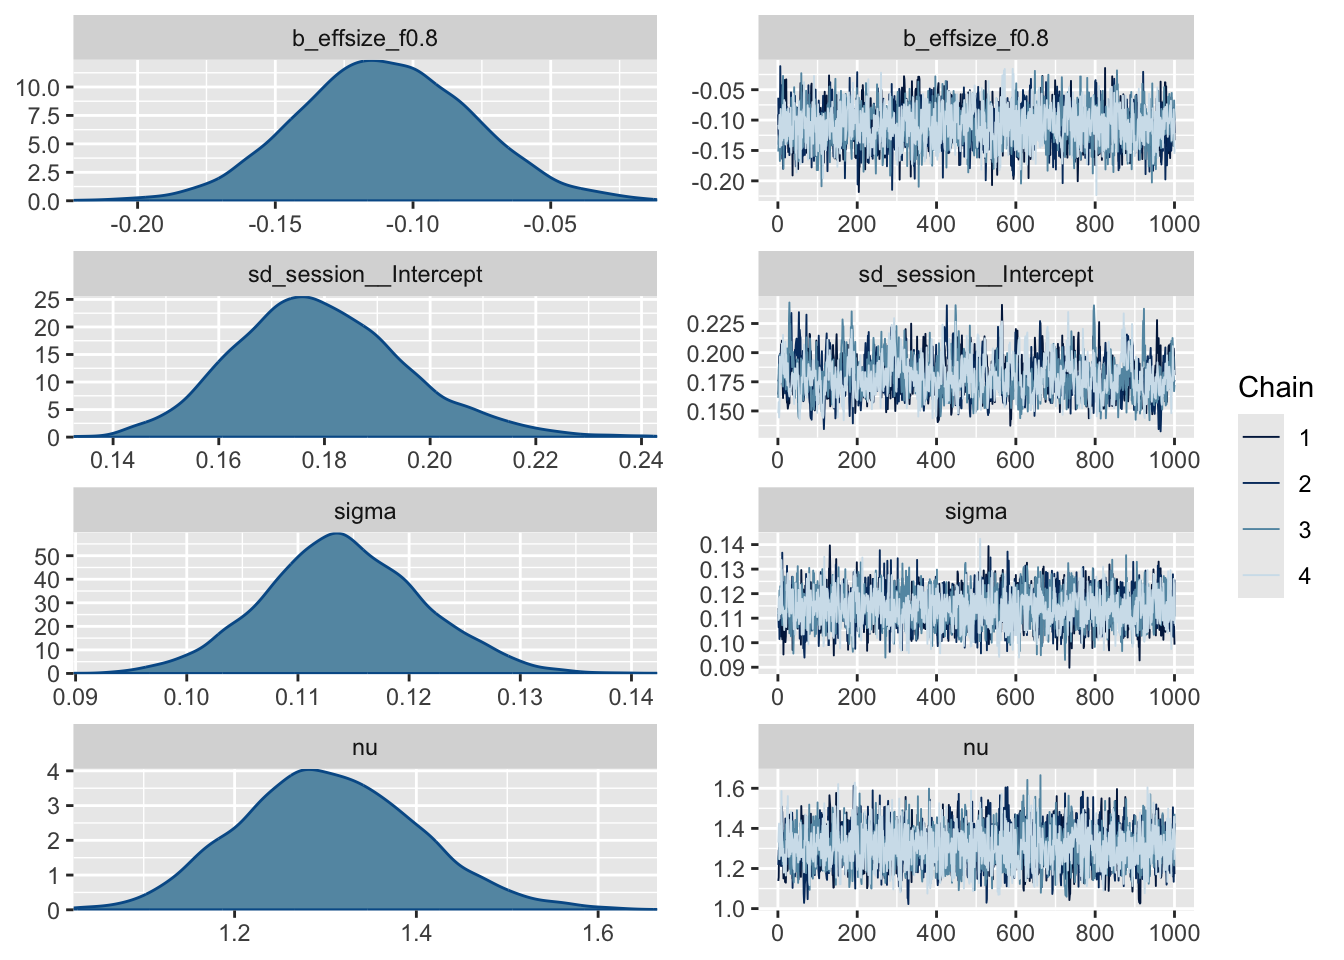 b_effsize_f0.8
b_effsize_f0.8
10.0
7.5
5.0
2.5
0.0
-0.20 -0.15 -0.10 -0.05
-0.05
-0.10
-0.15
-0.20
0 200 400 600 800 1000
sd_session__Intercept
sd_session__Intercept
25
20
15
10
5
0
0.14 0.16 0.18 0.20 0.22 0.24
0.225
0.200
0.175
0.150
0 200 400 600 800 1000
sigma
sigma
50
40
30
20
10
0
0.09 0.10 0.11 0.12 0.13 0.14
0.14
0.13
0.12
0.11
0.10
0.09
0 200 400 600 800 1000
nu
nu
4
3
2
1
0
1.2 1.4 1.6
1.6
1.4
1.2
1.0
0 200 400 600 800 1000
Chain
1
2
3
4